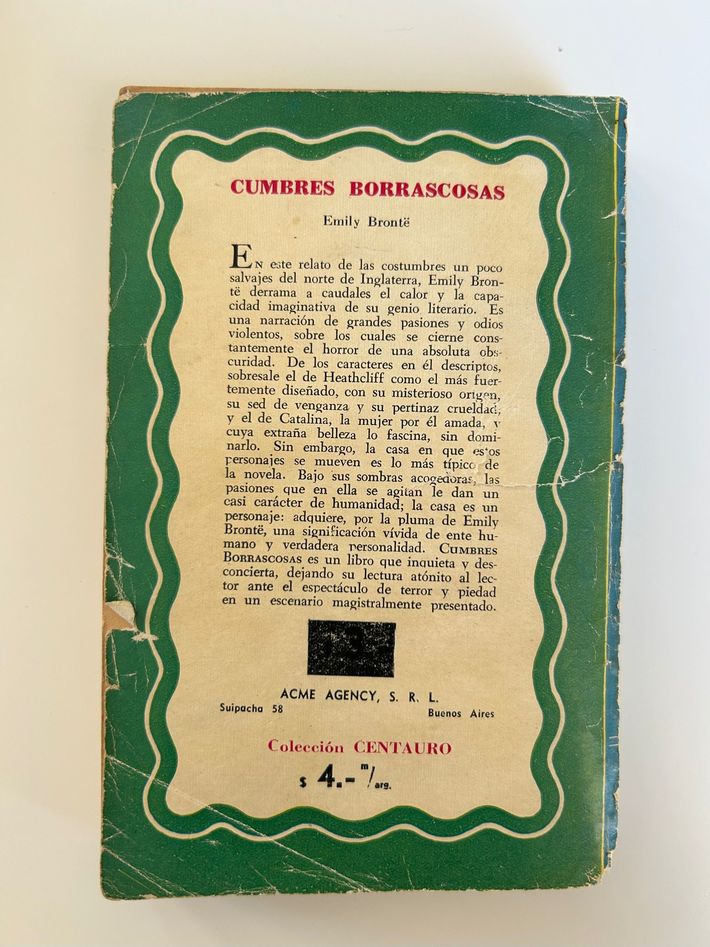 CUMBRES BORRASCOSAS
Emily Brontë
EN este relato de las costumbres un poco
salvajes del norte de Inglaterra, Emily Bron-
të derrama a caudales el calor y la capa-
cidad imaginativa de su genio literario. Es
una narración de grandes pasiones y odios
violentos, sobre los cuales se cierne cons-
tantemente el horror de una absoluta obs-
curidad. De los caracteres en él descriptos,
sobresale el de Heathcliff como el más fuer-
temente diseñado, con su misterioso origen,
su sed de venganza y su pertinaz crueldad;
y el de Catalina, la mujer por él amada, y
cuya extraña belleza lo fascina, sin domi-
narlo. Sin embargo, la casa en que estos
personajes se mueven es lo más típico de
la novela. Bajo sus sombras acogedoras, las
pasiones que en ella se agitan le dan un
casi carácter de humanidad; la casa es un
personaje: adquiere, por la pluma de Emily
Brontë, una significación vívida de ente hu-
mano y verdadera personalidad. CUMBRES
BORRASCOSAS es un libro que inquieta y des-
concierta, dejando su lectura atónito al lec-
tor ante el espectáculo de terror y piedad
en un escenario magistralmente presentado.
ACME AGENCY, S. R. L.
Suipacha 58 Buenos Aires
Colección CENTAURO
$ 4.- m/arg.